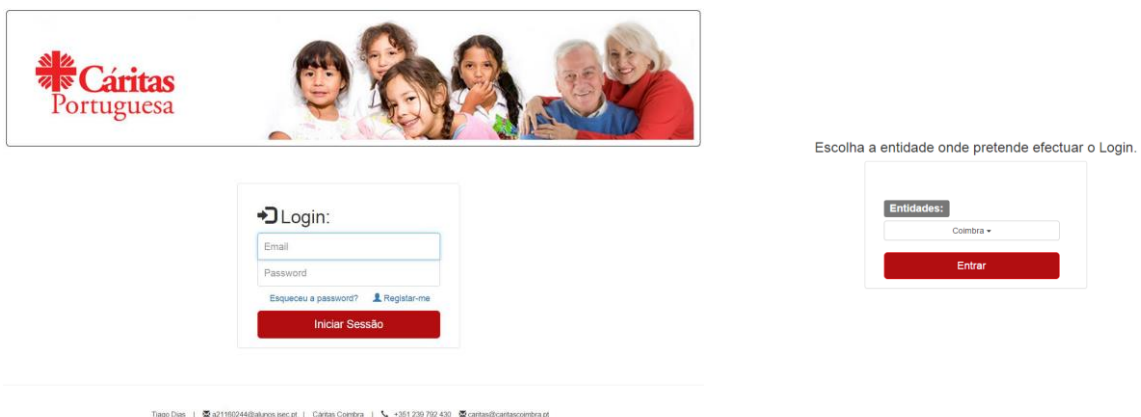 Cáritas
Portuguesa
Login:
Email
Password
Esqueceu a password? Registar-me
Iniciar Sessão
Tiago Dias | a21160244@alunos.isec.pt | Cáritas Coimbra | +351 239 792 430 caritas@caritascoimbra.pt
Escolha a entidade onde pretende efectuar o Login.
Entidades:
Coimbra
Entrar